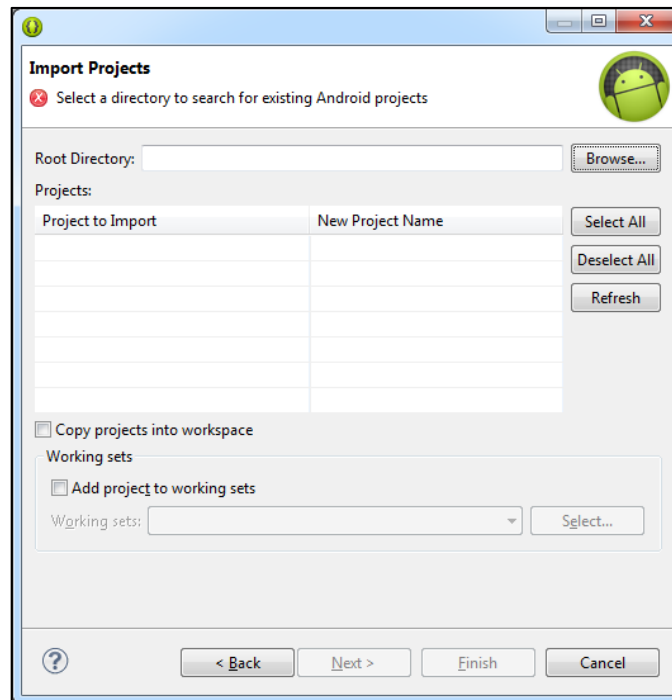 Import Projects
Select a directory to search for existing Android projects
Root Directory: Browse...
Projects:
Project to Import New Project Name
Select All
Deselect All
Refresh
Copy projects into workspace
Working sets
Add project to working sets
Working sets: Select...
? < Back Next > Finish Cancel